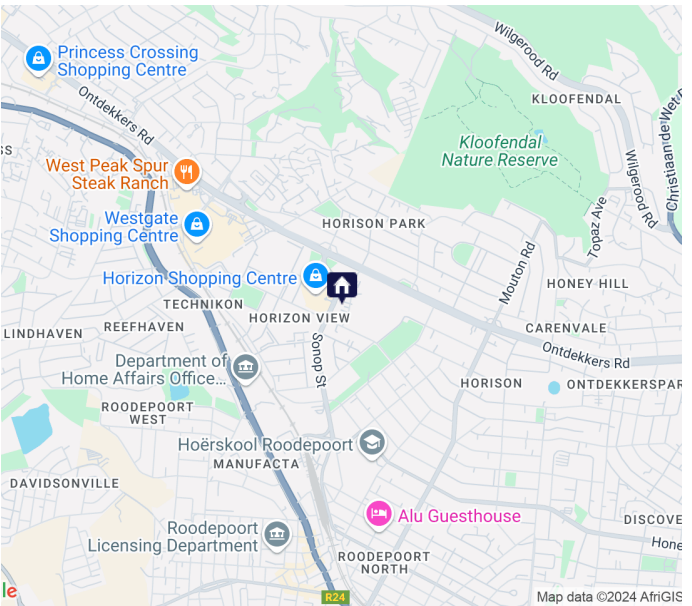 Princess Crossing
Shopping Centre
Wilgerood Rd
KLOOFENDAL
Ontdekkers Rd
Christiaan de Wet
Kloofendal
Nature Reserve
SS
West Peak Spur
Steak Ranch
Wilgerood Rd
Westgate
Shopping Centre
HORISON PARK
Topaz Ave
Mouton Rd
Horizon Shopping Centre
HONEY HILL
TECHNIKON
HORIZON VIEW
REEFHAVEN
LINDHAVEN
CARENVALE
Sonop St
Ontdekkers Rd
Department of
Home Affairs Office...
HORISON
ONTDEKKERSPAR
ROODEPOORT
WEST
Hoërskool Roodepoort
MANUFACTA
DAVIDSONVILLE
Alu Guesthouse
DISCOVE
Roodepoort
Licensing Department
Hone
ROODEPOORT
NORTH
le
R24
Map data ©2024 AfriGIS